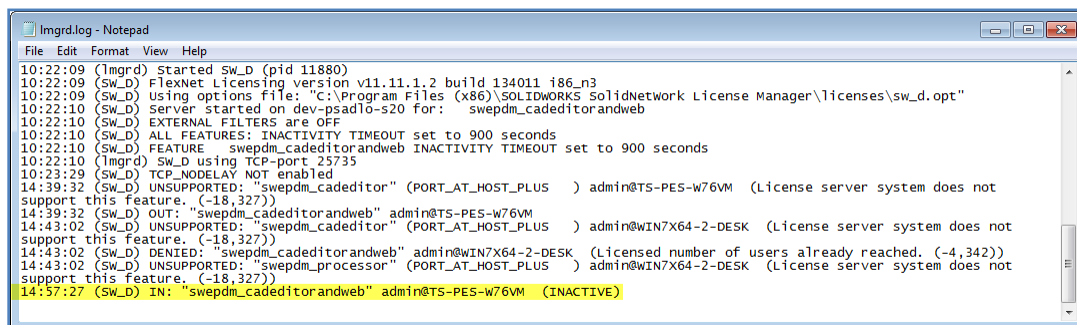 lmgrd.log - Notepad
File Edit Format View Help
10:22:09 (lmgrd) Started SW_D (pid 11880)
10:22:09 (SW_D) FlexNet Licensing version v11.11.1.2 build 134011 i86_n3
10:22:09 (SW_D) Using options file: "C:\Program Files (x86)\SOLIDWORKS SolidNetWork License Manager\licenses\sw_d.opt"
10:22:10 (SW_D) Server started on dev-psadlo-s20 for: swepdm_cadeditorandweb
10:22:10 (SW_D) EXTERNAL FILTERS are OFF
10:22:10 (SW_D) ALL FEATURES: INACTIVITY TIMEOUT set to 900 seconds
10:22:10 (SW_D) FEATURE swepdm_cadeditorandweb INACTIVITY TIMEOUT set to 900 seconds
10:22:10 (lmgrd) SW_D using TCP-port 25735
10:23:29 (SW_D) TCP_NODELAY NOT enabled
14:39:32 (SW_D) UNSUPPORTED: "swepdm_cadeditor" (PORT_AT_HOST_PLUS ) admin@TS-PES-W76VM (License server system does not
support this feature. (-18,327))
14:39:32 (SW_D) OUT: "swepdm_cadeditorandweb" admin@TS-PES-W76VM
14:43:02 (SW_D) UNSUPPORTED: "swepdm_cadeditor" (PORT_AT_HOST_PLUS ) admin@WIN7X64-2-DESK (License server system does not
support this feature. (-18,327))
14:43:02 (SW_D) DENIED: "swepdm_cadeditorandweb" admin@WIN7X64-2-DESK (Licensed number of users already reached. (-4,342))
14:43:02 (SW_D) UNSUPPORTED: "swepdm_processor" (PORT_AT_HOST_PLUS ) admin@WIN7X64-2-DESK (License server system does not
support this feature. (-18,327))
14:57:27 (SW_D) IN: "swepdm_cadeditorandweb" admin@TS-PES-W76VM (INACTIVE)